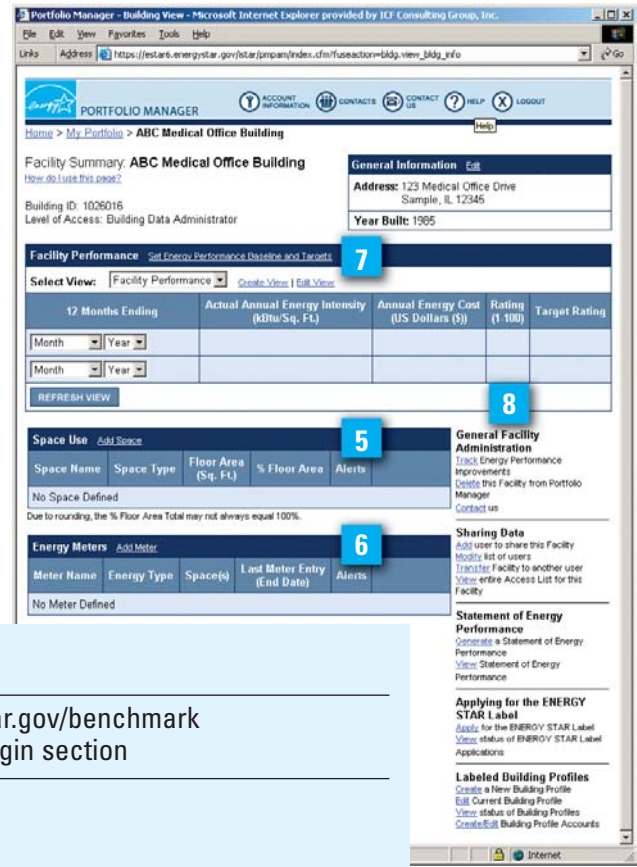 Portfolio Manager - Building View - Microsoft Internet Explorer provided by ICF Consulting Group, Inc.
File Edit View Favorites Tools Help
Links Address https://estar6.energystar.gov/istar/pmpam/index.cfm?fuseaction=bldg.view_bldg_info Go
PORTFOLIO MANAGER
ACCOUNT INFORMATION CONTACTS CONTACT US HELP LOGOUT
Help
Home > My Portfolio > ABC Medical Office Building
Facility Summary: ABC Medical Office Building
How do I use this page?
Building ID: 1026016
Level of Access: Building Data Administrator
General Information Edit
Address: 123 Medical Office Drive
Sample, IL 12345
Year Built: 1985
Facility Performance Set Energy Performance Baseline and Targets
7
Select View: Facility Performance Create View | Edit View
12 Months Ending
Actual Annual Energy Intensity
(kBtu/Sq. Ft.)
Annual Energy Cost
(US Dollars ($))
Rating
(1-100)
Target Rating
Month Year
Month Year
REFRESH VIEW
8
Space Use Add Space
5
Space Name Space Type Floor Area (Sq. Ft.) % Floor Area Alerts
No Space Defined
Due to rounding, the % Floor Area Total may not always equal 100%.
Energy Meters Add Meter
6
Meter Name Energy Type Space(s) Last Meter Entry (End Date) Alerts
No Meter Defined
General Facility
Administration
Track Energy Performance
Improvements
Delete this Facility from Portfolio
Manager
Contact us
Sharing Data
Add user to share this Facility
Modify list of users
Transfer Facility to another user
View entire Access List for this
Facility
Statement of Energy
Performance
Generate a Statement of Energy
Performance
View Statement of Energy
Performance
Applying for the ENERGY
STAR Label
Apply for the ENERGY STAR Label
View status of ENERGY STAR Label
Applications
Labeled Building Profiles
Create a New Building Profile
Edit Current Building Profile
View status of Building Profiles
Create/Edit Building Profile Accounts
ar.gov/benchmark
gin section
Internet